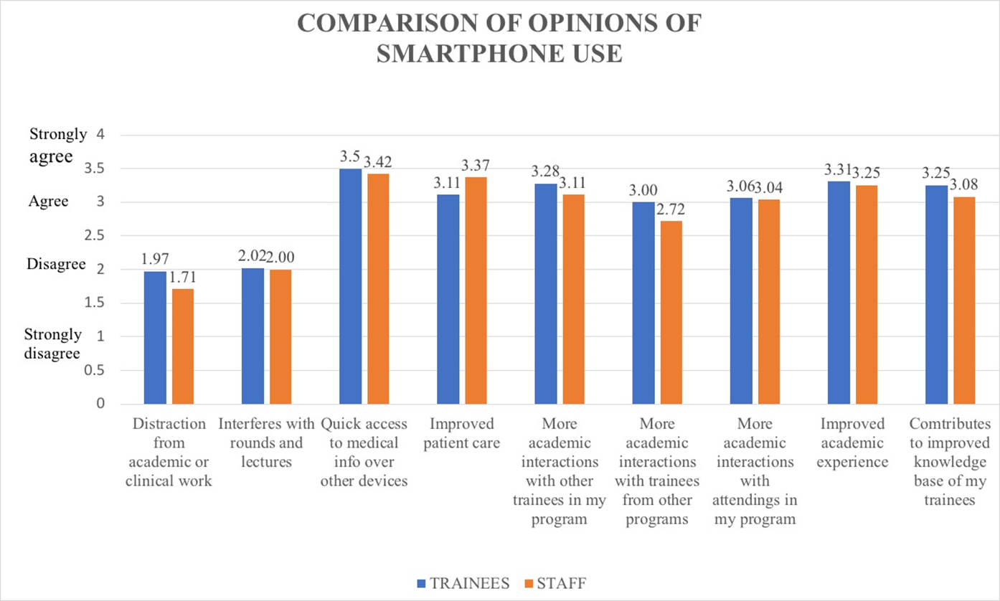 COMPARISON OF OPINIONS OF
SMARTPHONE USE
Strongly
agree
Agree
Disagree
Strongly
disagree
4
3.5
3
2.5
2
1.5
1
0.5
0
1.97
1.71
2.02
2.00
3.5
3.42
3.11
3.37
3.28
3.11
3.00
2.72
3.06
3.04
3.31
3.25
3.25
3.08
Distraction
from
academic or
clinical work
Interferes with
rounds and
lectures
Quick access
to medical
info over
other devices
Improved
patient care
More
academic
interactions
with other
trainees in my
program
More
academic
interactions
with trainees
from other
programs
More
academic
interactions
with
attendings in
my program
Improved
academic
experience
Comtributes
to improved
knowledge
base of my
trainees
TRAINEES
STAFF